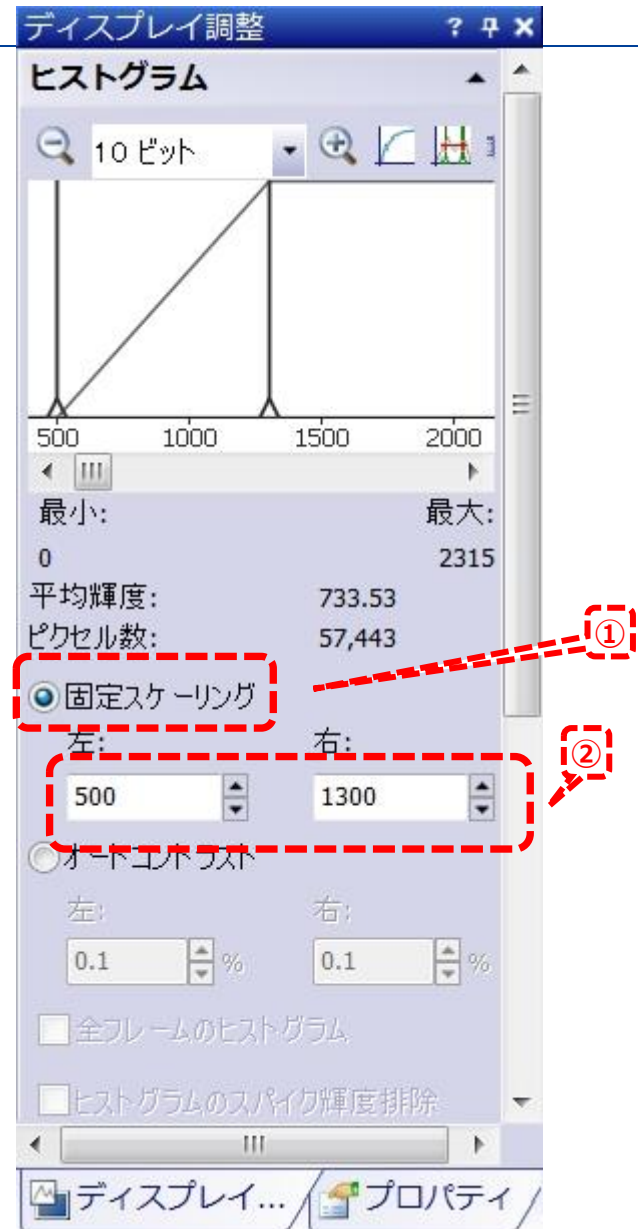 ディスプレイ調整
ヒストグラム
10 ビット
500 1000 1500 2000
最小: 最大:
0 2315
平均輝度: 733.53
ピクセル数: 57,443
①
固定スケーリング
左: 右:
②
500 1300
オートコントラスト
左: 右:
0.1 % 0.1 %
全フレームのヒストグラム
ヒストグラムのスパイク輝度排除
ディスプレイ... プロパティ